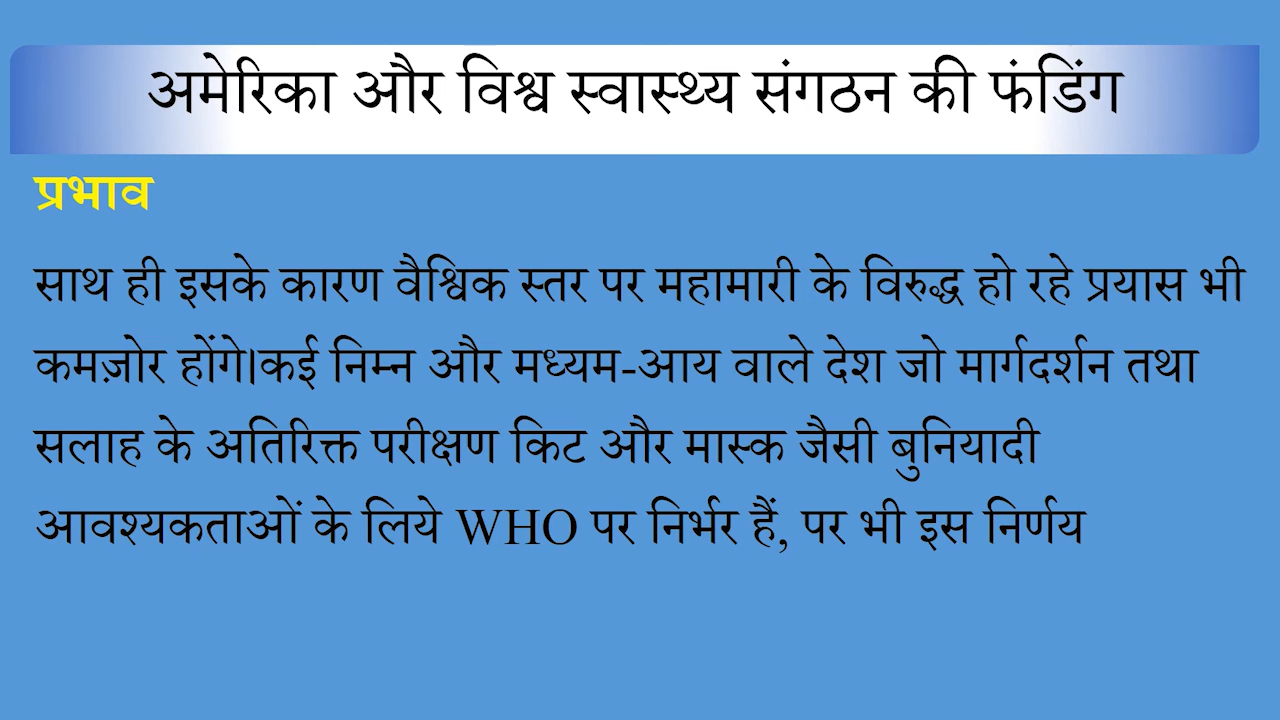 अमेरिका और विश्व स्वास्थ्य संगठन की फंडिंग
प्रभाव
साथ ही इसके कारण वैश्विक स्तर पर महामारी के विरुद्ध हो रहे प्रयास भी
कमज़ोर होंगे।कई निम्न और मध्यम-आय वाले देश जो मार्गदर्शन तथा
सलाह के अतिरिक्त परीक्षण किट और मास्क जैसी बुनियादी
आवश्यकताओं के लिये WHO पर निर्भर हैं, पर भी इस निर्णय